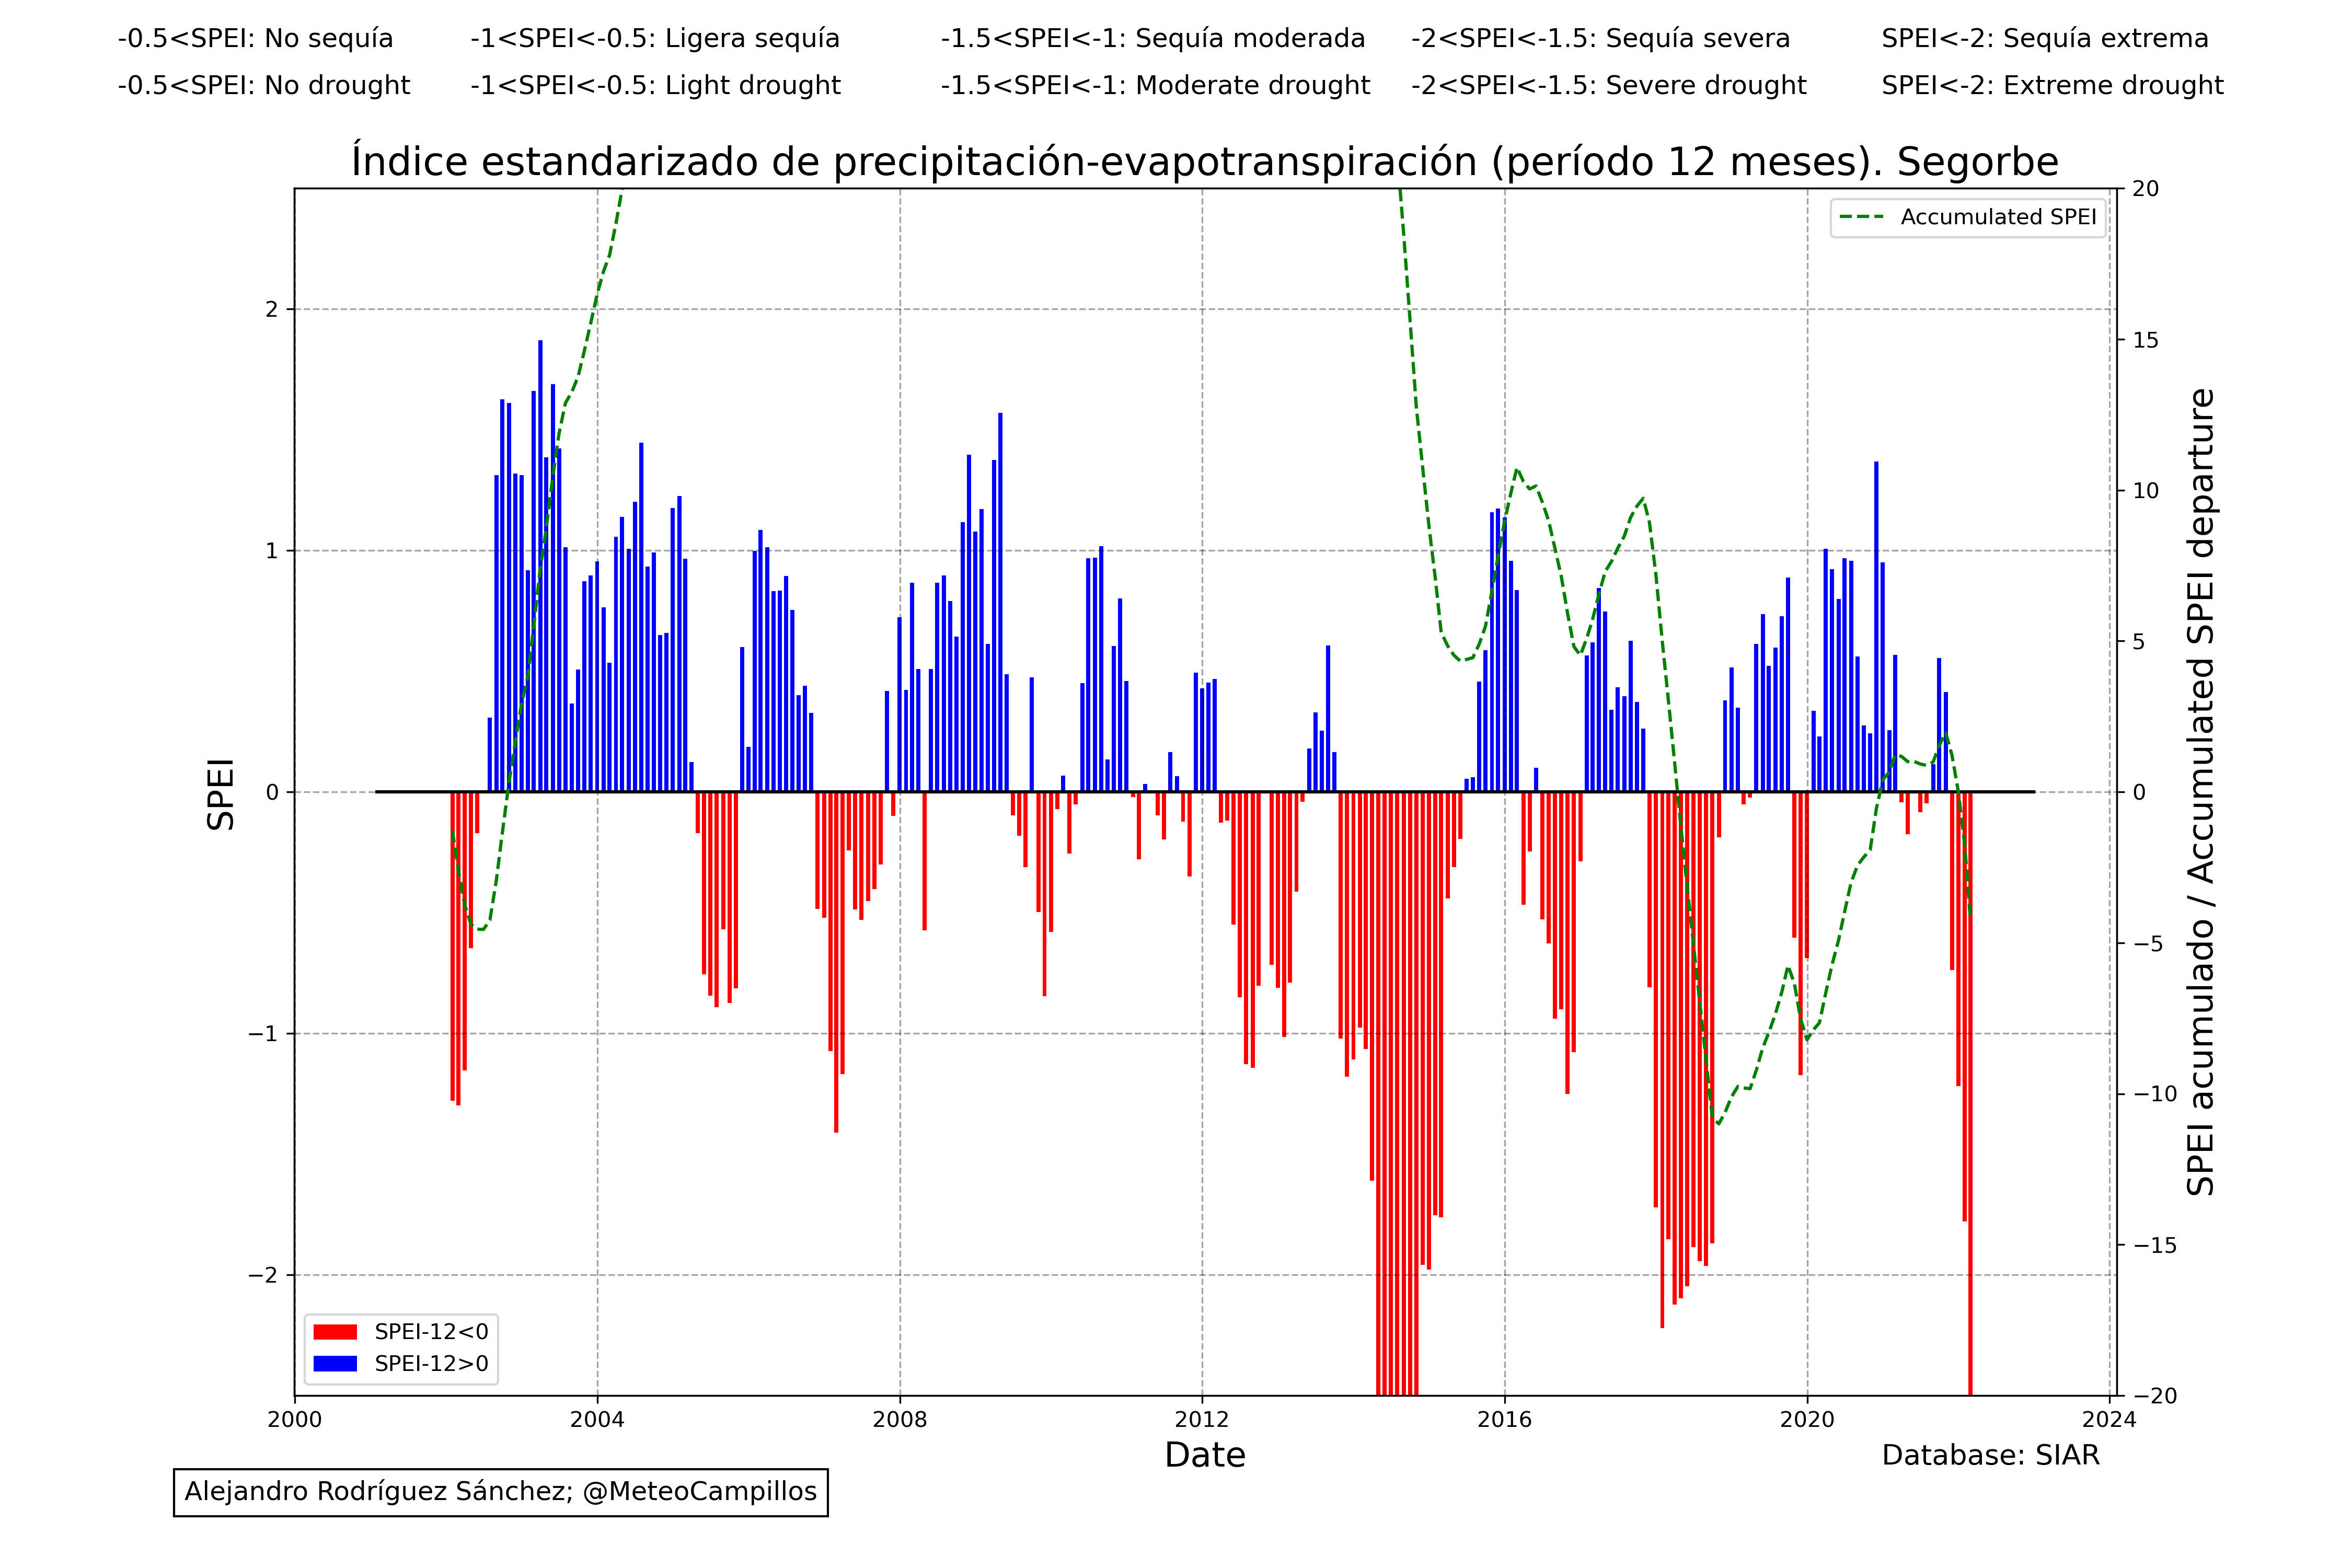 -0.5<SPEI: No sequía -1<SPEI<-0.5: Ligera sequía -1.5<SPEI<-1: Sequía moderada -2<SPEI<-1.5: Sequía severa SPEI<-2: Sequía extrema
-0.5<SPEI: No drought -1<SPEI<-0.5: Light drought -1.5<SPEI<-1: Moderate drought -2<SPEI<-1.5: Severe drought SPEI<-2: Extreme drought
Índice estandarizado de precipitación-evapotranspiración (período 12 meses). Segorbe
Accumulated SPEI
SPEI
2
1
0
−1
−2
20
15
10
5
0
−5
−10
−15
−20
SPEI acumulado / Accumulated SPEI departure
SPEI-12<0
SPEI-12>0
2000 2004 2008 2012 2016 2020 2024
Date
Database: SIAR
Alejandro Rodríguez Sánchez; @MeteoCampillos